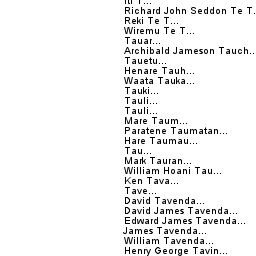 Iti T...
Richard John Seddon Te T.
Reki Te T...
Wiremu Te T...
Tauar...
Archibald Jameson Tauch..
Tauetu...
Henare Tauh...
Waata Tauka...
Tauki...
Tauli...
Tauli...
Mare Taum...
Paratene Taumatan...
Hare Taumau...
Tau...
Mark Tauran...
William Hoani Tau...
Ken Tava...
Tave...
David Tavenda...
David James Tavenda...
Edward James Tavenda...
James Tavenda...
William Tavenda...
Henry George Tavin...